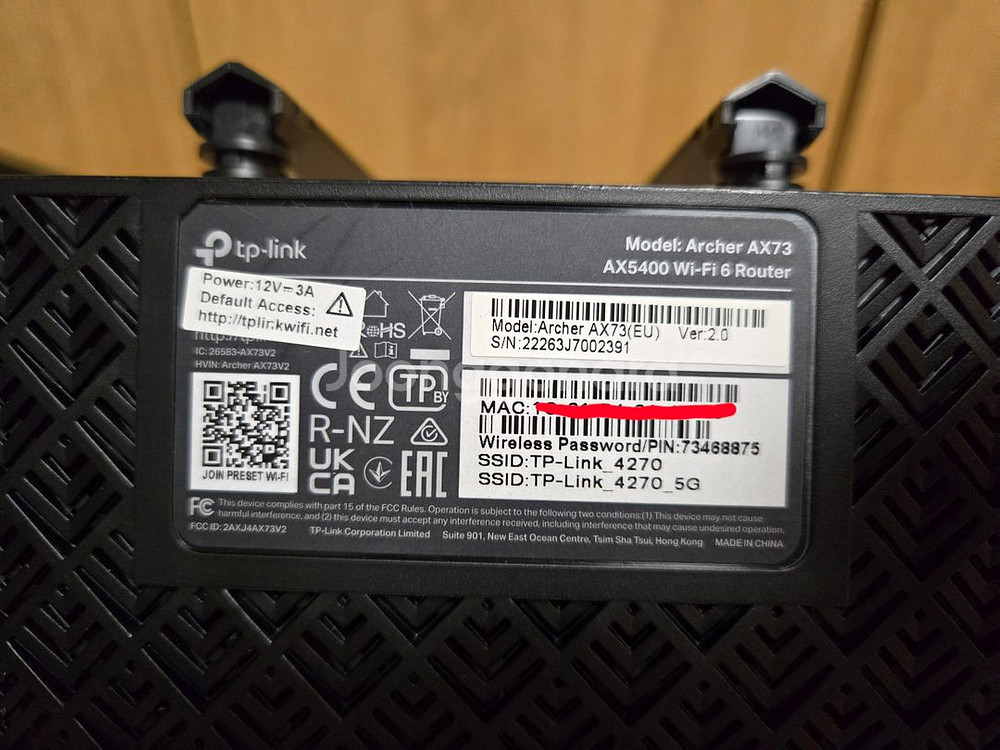 tp-link
Model: Archer AX73
AX5400 Wi-Fi 6 Router
Power:12V⎓3A
Default Access:
http://tplinkwifi.net
IC: 26583-AX73V2
HVIN: Archer AX73V2
RoHS
Model:Archer AX73(EU) Ver:2.0
S/N:22263J7002391
Joonggonara
CE
TP BY
R-NZ
UK CA
EAC
JOIN PRESET WI-FI
MAC:
Wireless Password/PIN:73468875
SSID:TP-Link_4270
SSID:TP-Link_4270_5G
FC This device complies with part 15 of the FCC Rules. Operation is subject to the following two conditions:(1) This device may not cause
harmful interference, and (2) this device must accept any interference received, including interference that may cause undesired operation.
FCC ID: 2AXJ4AX73V2 TP-Link Corporation Limited Suite 901, New East Ocean Centre, Tsim Sha Tsui, Hong Kong MADE IN CHINA